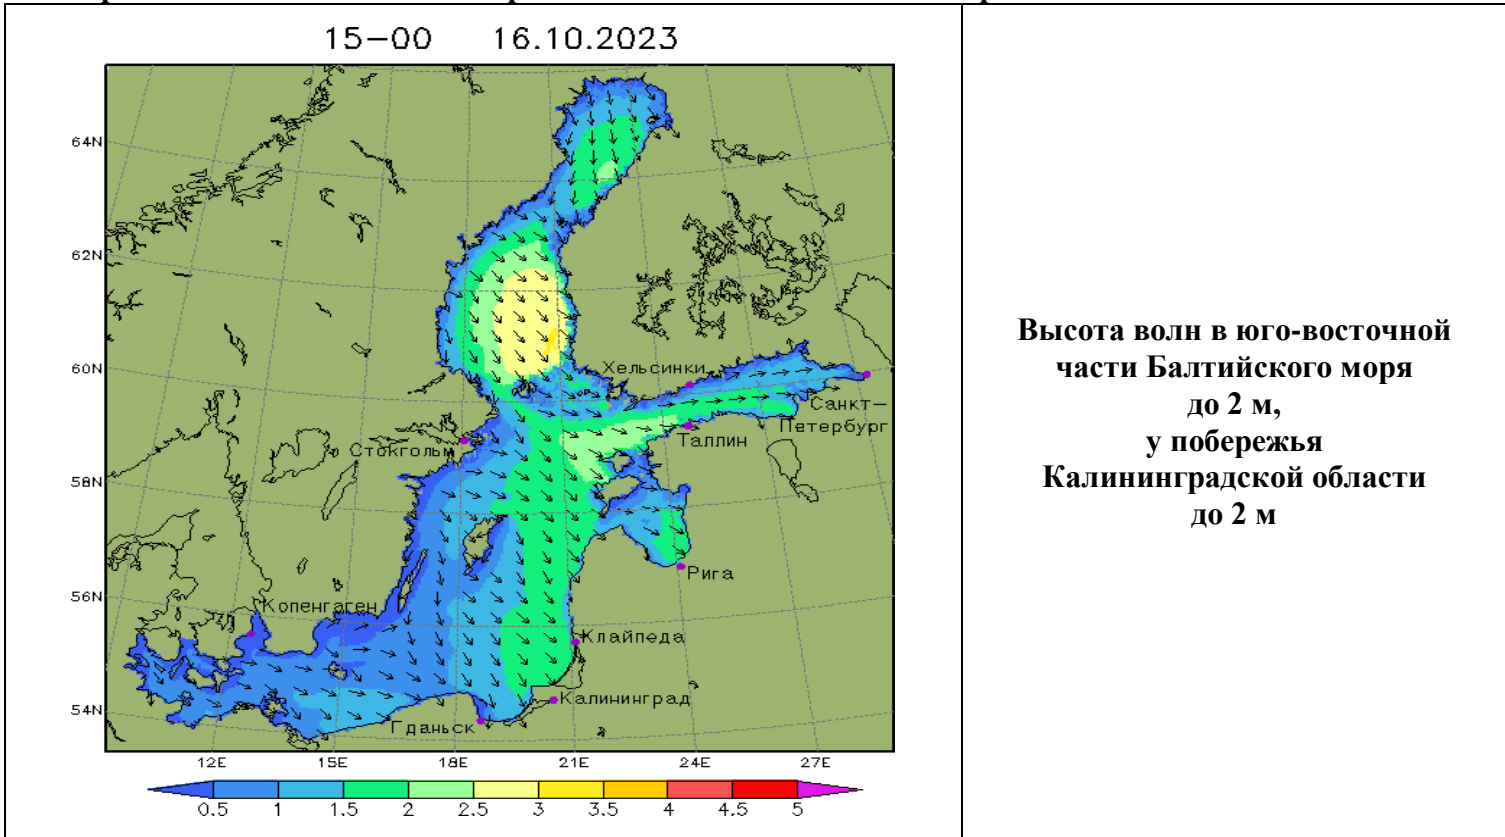 15-00 16.10.2023
64N
62N
60N
58N
56N
54N
Хельсинки
Санкт-
Петербург
Таллин
Стокгольм
Рига
Копенгаген
Клайпеда
Калининград
Гданьск
12E 15E 18E 21E 24E 27E
0.5 1 1.5 2 2.5 3 3.5 4 4.5 5
Высота волн в юго-восточной
части Балтийского моря
до 2 м,
у побережья
Калининградской области
до 2 м